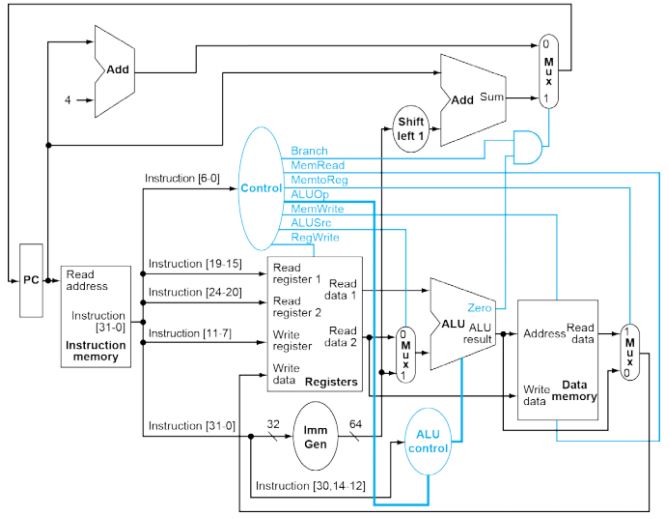 0
M
u
x
1
Add
4
Add Sum
Shift
left 1
Branch
MemRead
MemtoReg
ALUOp
MemWrite
ALUSrc
RegWrite
Control
Instruction [6-0]
Instruction [19-15]
Instruction [24-20]
Instruction [11-7]
Instruction [31-0]
Instruction [30,14-12]
PC
Read
address
Instruction
[31-0]
Instruction
memory
Read
register 1
Read
register 2
Write
register
Write
data
Read
data 1
Read
data 2
Registers
0
M
u
x
1
Zero
ALU ALU
result
Address
Read
data
Write
data
Data
memory
1
M
u
x
0
32
Imm
Gen
64
ALU
control